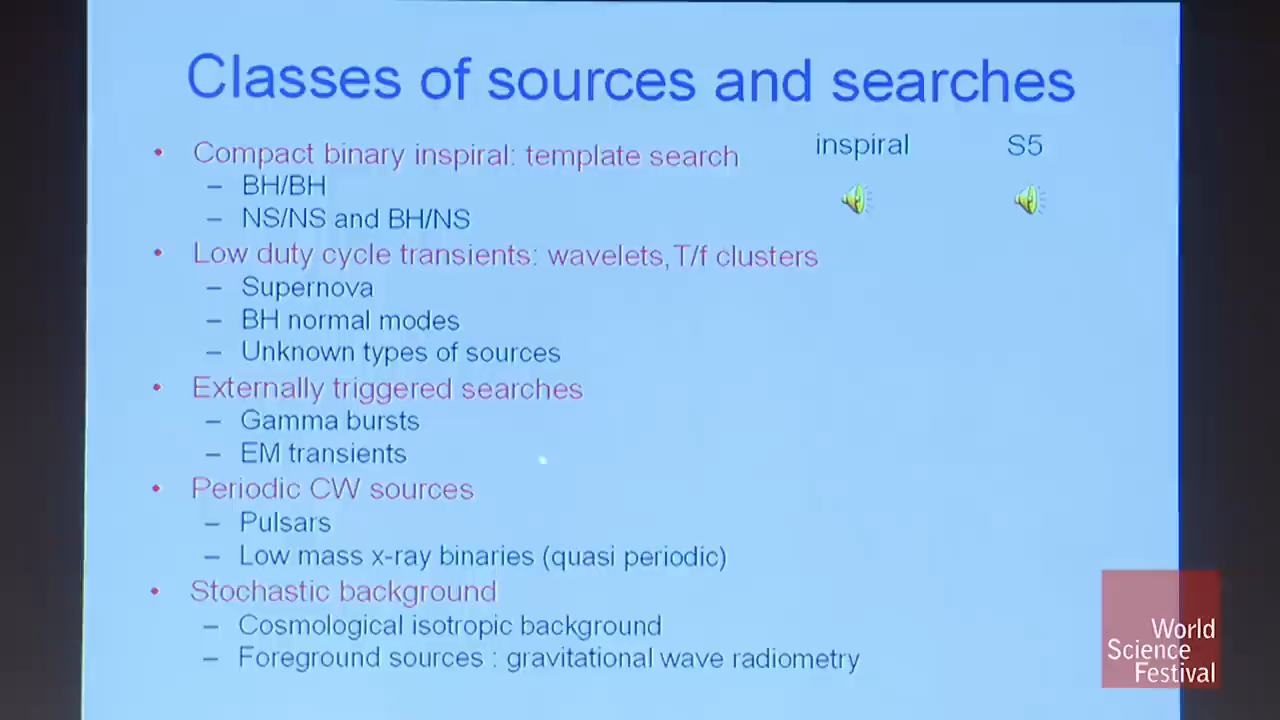 Classes of sources and searches
• Compact binary inspiral: template search
– BH/BH
– NS/NS and BH/NS
• Low duty cycle transients: wavelets,T/f clusters
– Supernova
– BH normal modes
– Unknown types of sources
• Externally triggered searches
– Gamma bursts
– EM transients
• Periodic CW sources
– Pulsars
– Low mass x-ray binaries (quasi periodic)
• Stochastic background
– Cosmological isotropic background
– Foreground sources : gravitational wave radiometry
inspiral
S5
World
Science
Festival